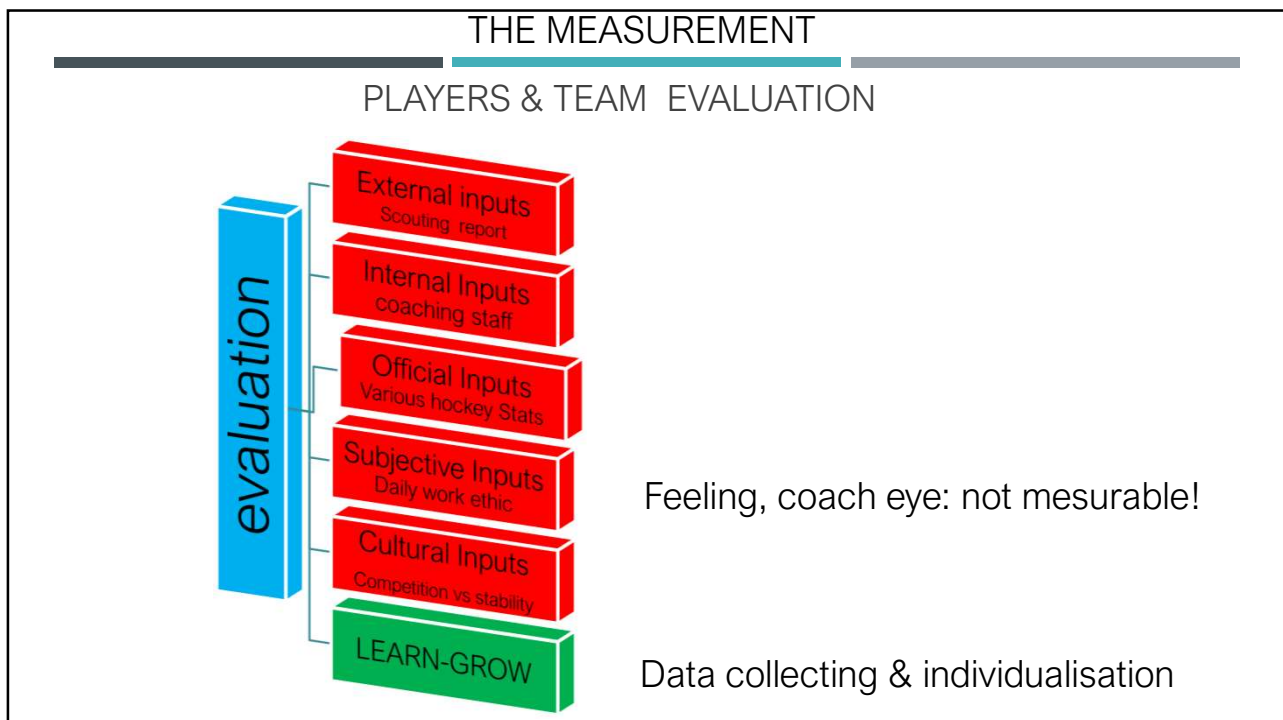 THE MEASUREMENT
PLAYERS & TEAM EVALUATION
evaluation
External inputs
Scouting report
Internal Inputs
coaching staff
Official Inputs
Various hockey Stats
Subjective Inputs
Daily work ethic
Feeling, coach eye: not mesurable!
Cultural Inputs
Competition vs stability
LEARN-GROW
Data collecting & individualisation